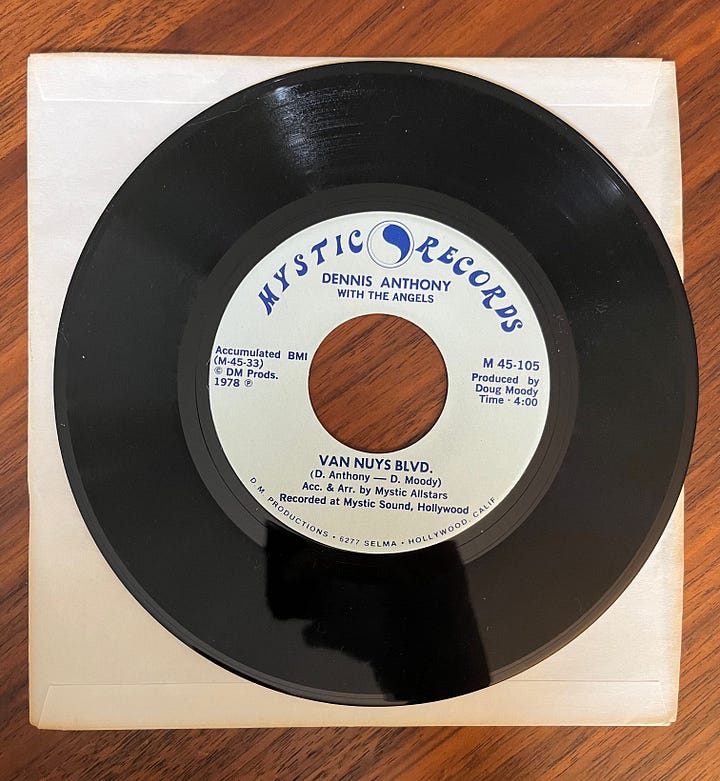 MYSTIC RECORDS
DENNIS ANTHONY
WITH THE ANGELS
Accumulated BMI
(M-45-33)
© DM Prods.
1978 ℗
M 45-105
Produced by
Doug Moody
Time - 4:00
VAN NUYS BLVD.
(D. Anthony — D. Moody)
Acc. & Arr. by Mystic Allstars
Recorded at Mystic Sound, Hollywood
D. M. PRODUCTIONS • 6277 SELMA • HOLLYWOOD, CALIF